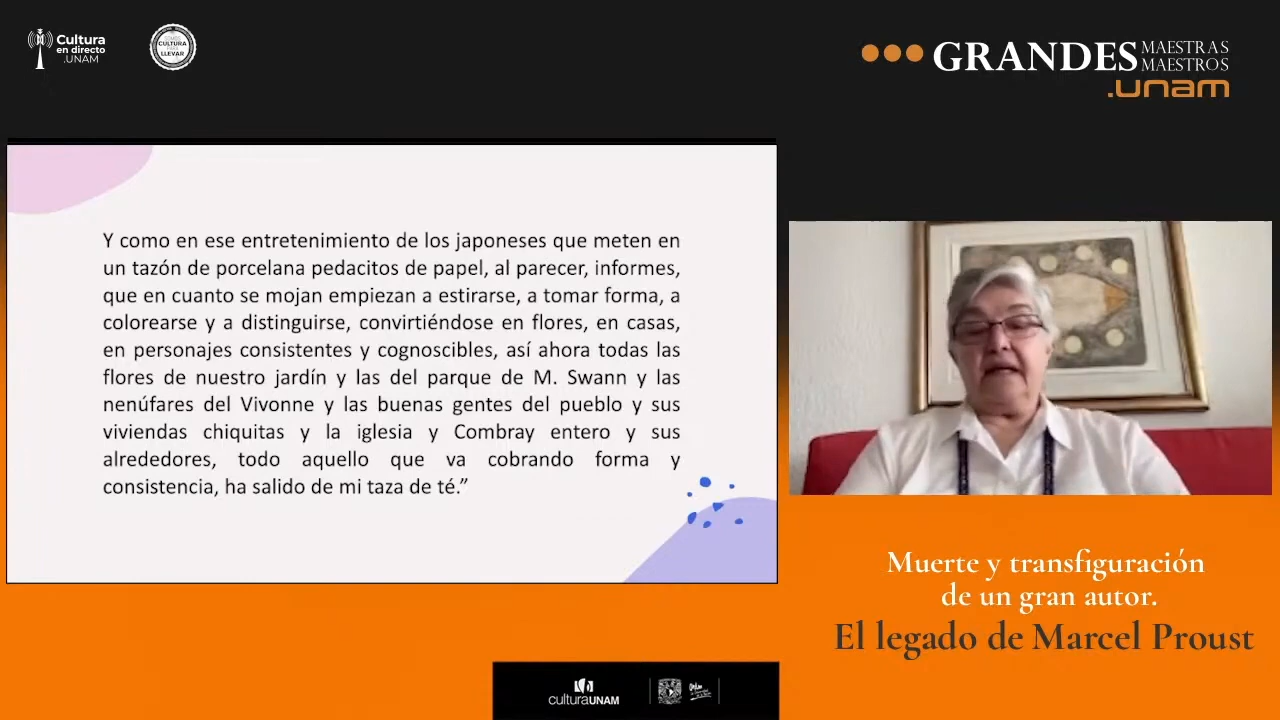 Cultura
en directo
.UNAM
CULTURA
LLEVAR
GRANDES MAESTRAS
MAESTROS
.unam
Y como en ese entretenimiento de los japoneses que meten en
un tazón de porcelana pedacitos de papel, al parecer, informes,
que en cuanto se mojan empiezan a estirarse, a tomar forma, a
colorearse y a distinguirse, convirtiéndose en flores, en casas,
en personajes consistentes y cognoscibles, así ahora todas las
flores de nuestro jardín y las del parque de M. Swann y las
nenúfares del Vivonne y las buenas gentes del pueblo y sus
viviendas chiquitas y la iglesia y Combray entero y sus
alrededores, todo aquello que va cobrando forma y
consistencia, ha salido de mi taza de té.”
Muerte y transfiguración
de un gran autor.
El legado de Marcel Proust
culturaUNAM